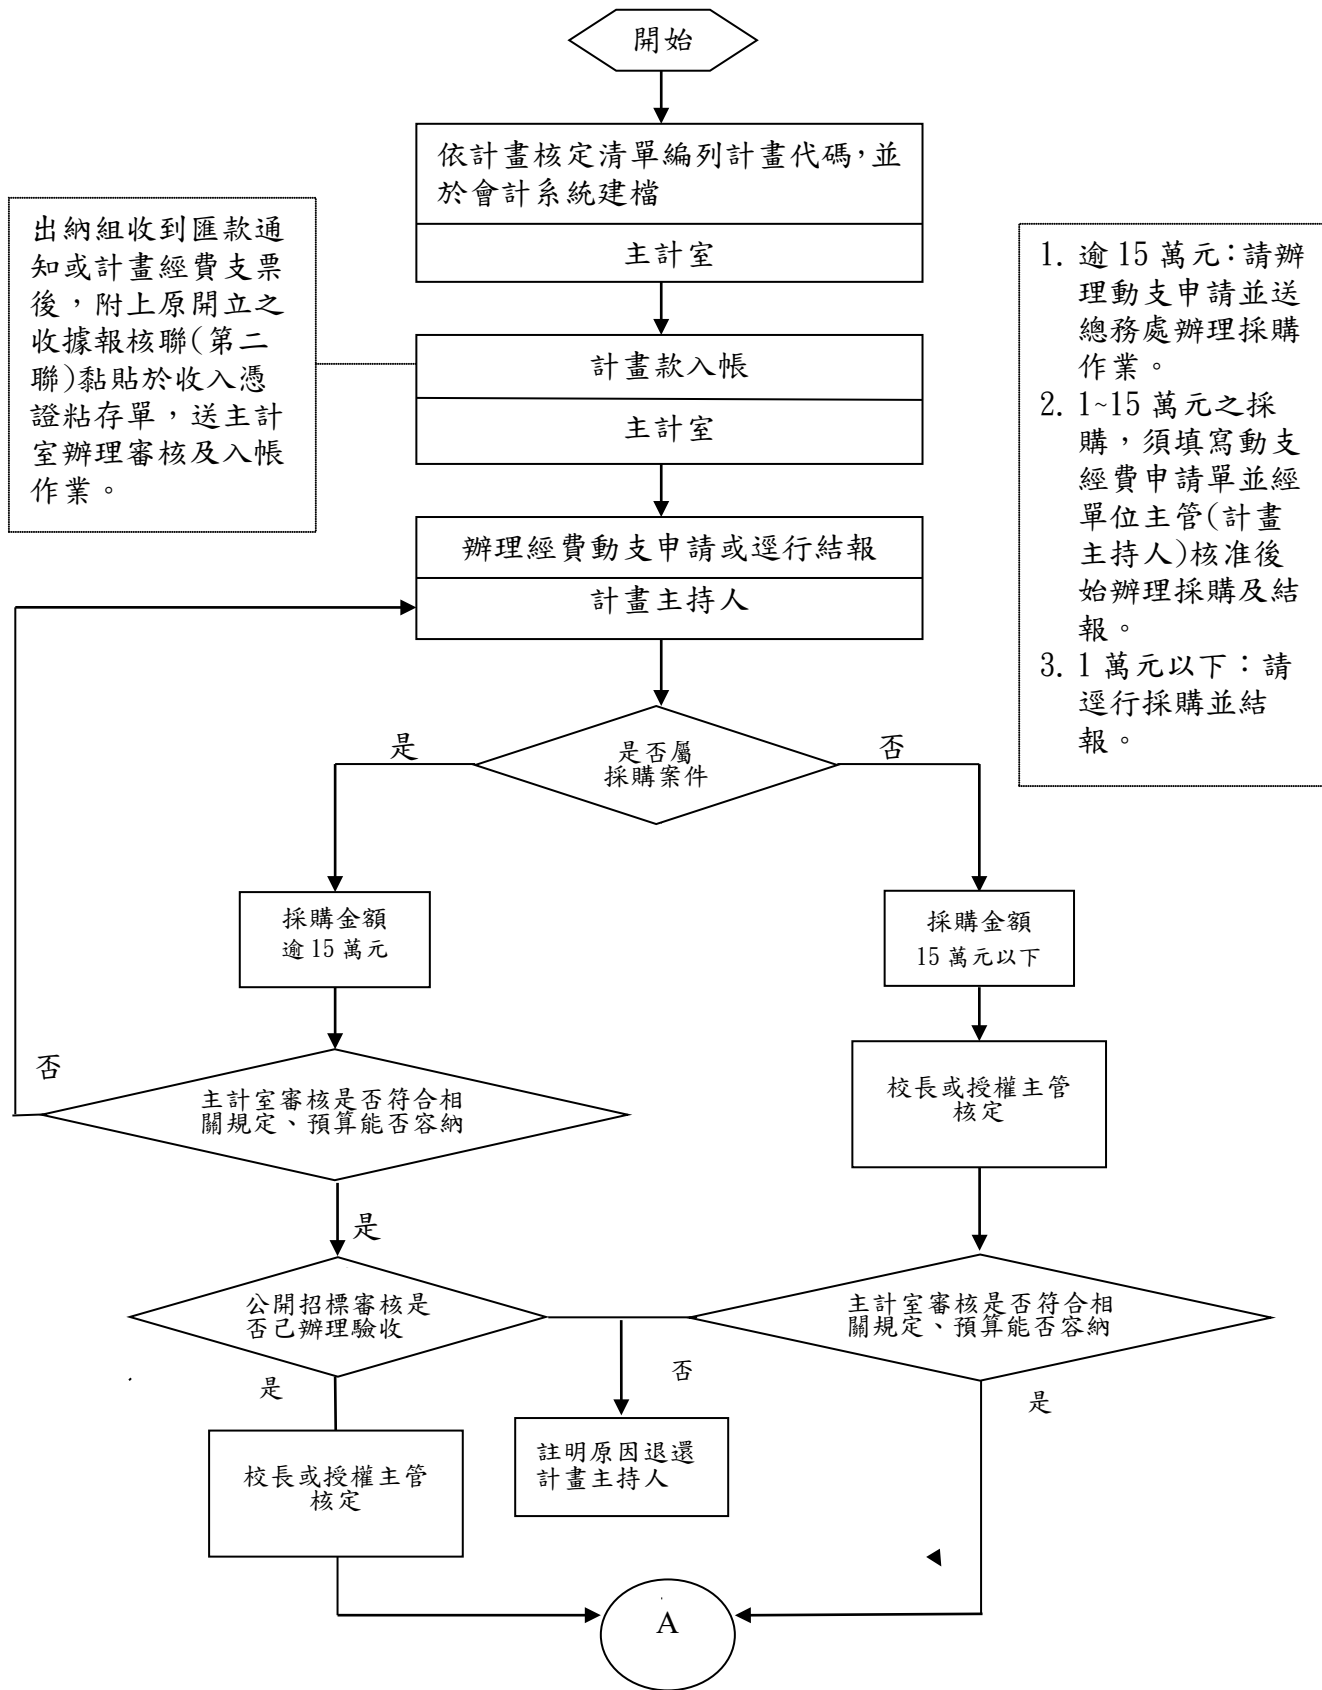 開始
依計畫核定清單編列計畫代碼，並
於會計系統建檔
主計室
出納組收到匯款通
知或計畫經費支票
後，附上原開立之
收據報核聯(第二
聯)黏貼於收入憑
證粘存單，送主計
室辦理審核及入帳
作業。
計畫款入帳
主計室
1. 逾 15 萬元：請辦
理動支申請並送
總務處辦理採購
作業。
2. 1~15 萬元之採
購，須填寫動支
經費申請單並經
單位主管(計畫
主持人)核准後
始辦理採購及結
報。
3. 1 萬元以下：請
逕行採購並結
報。
辦理經費動支申請或逕行結報
計畫主持人
是否屬
採購案件
是
否
採購金額
逾 15 萬元
採購金額
15 萬元以下
否
主計室審核是否符合相
關規定、預算能否容納
校長或授權主管
核定
是
公開招標審核是
否已辦理驗收
主計室審核是否符合相
關規定、預算能否容納
是
否
是
校長或授權主管
核定
註明原因退還
計畫主持人
A